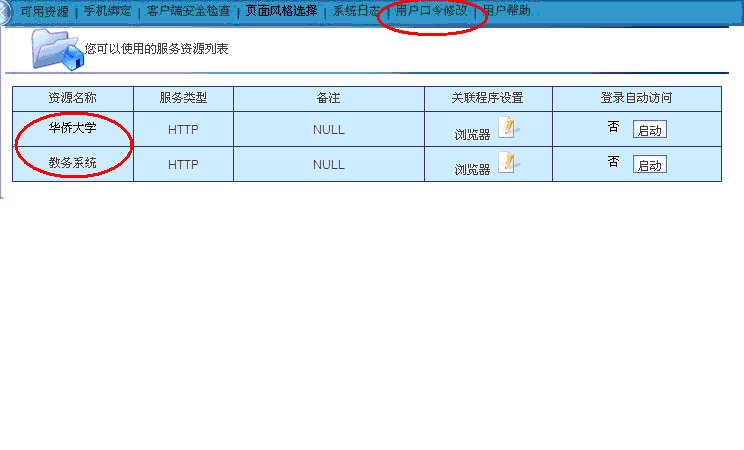 可用资源 | 手机绑定 | 客户端安全检查 | 页面风格选择 | 系统日志 | 用户口令修改 | 用户帮助
您可以使用的服务资源列表
资源名称 服务类型 备注 关联程序设置 登录自动访问
华侨大学 HTTP NULL 浏览器 否 启动
教务系统 HTTP NULL 浏览器 否 启动